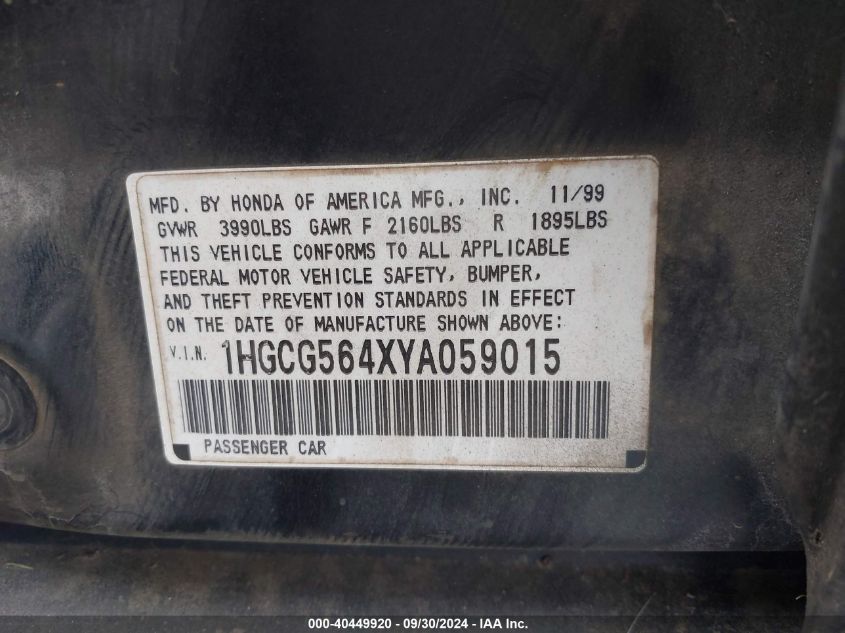 MFD. BY HONDA OF AMERICA MFG., INC. 11/99
GVWR 3990LBS GAWR F 2160LBS R 1895LBS
THIS VEHICLE CONFORMS TO ALL APPLICABLE
FEDERAL MOTOR VEHICLE SAFETY, BUMPER,
AND THEFT PREVENTION STANDARDS IN EFFECT
ON THE DATE OF MANUFACTURE SHOWN ABOVE:
V.I.N. 1HGCG564XYA059015
PASSENGER CAR
000-40449920 - 09/30/2024 - IAA Inc.